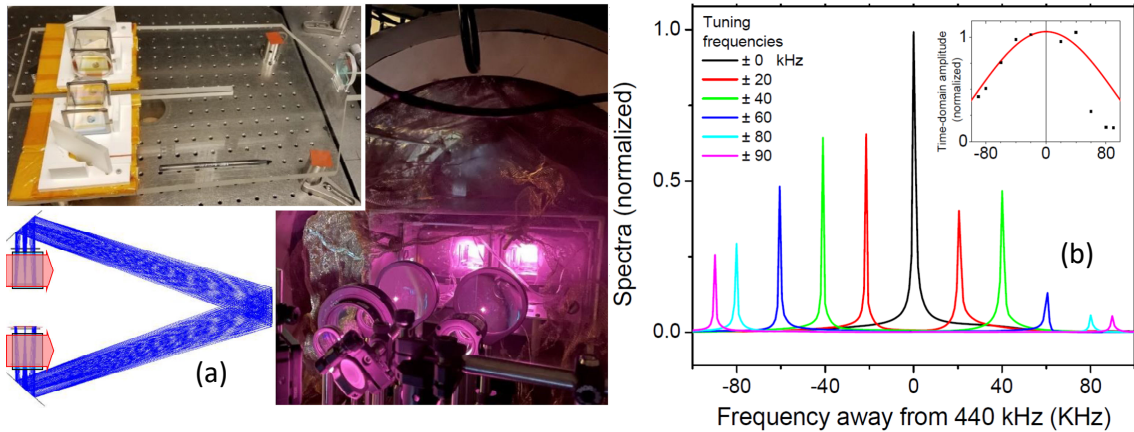 (a)
Spectra (normalized)
1.0
0.5
0.0
Tuning
frequencies
± 0 kHz
± 20
± 40
± 60
± 80
± 90
Time-domain amplitude
(normalized)
1
0
-80 0 80
(b)
-80 -40 0 40 80
Frequency away from 440 kHz (KHz)